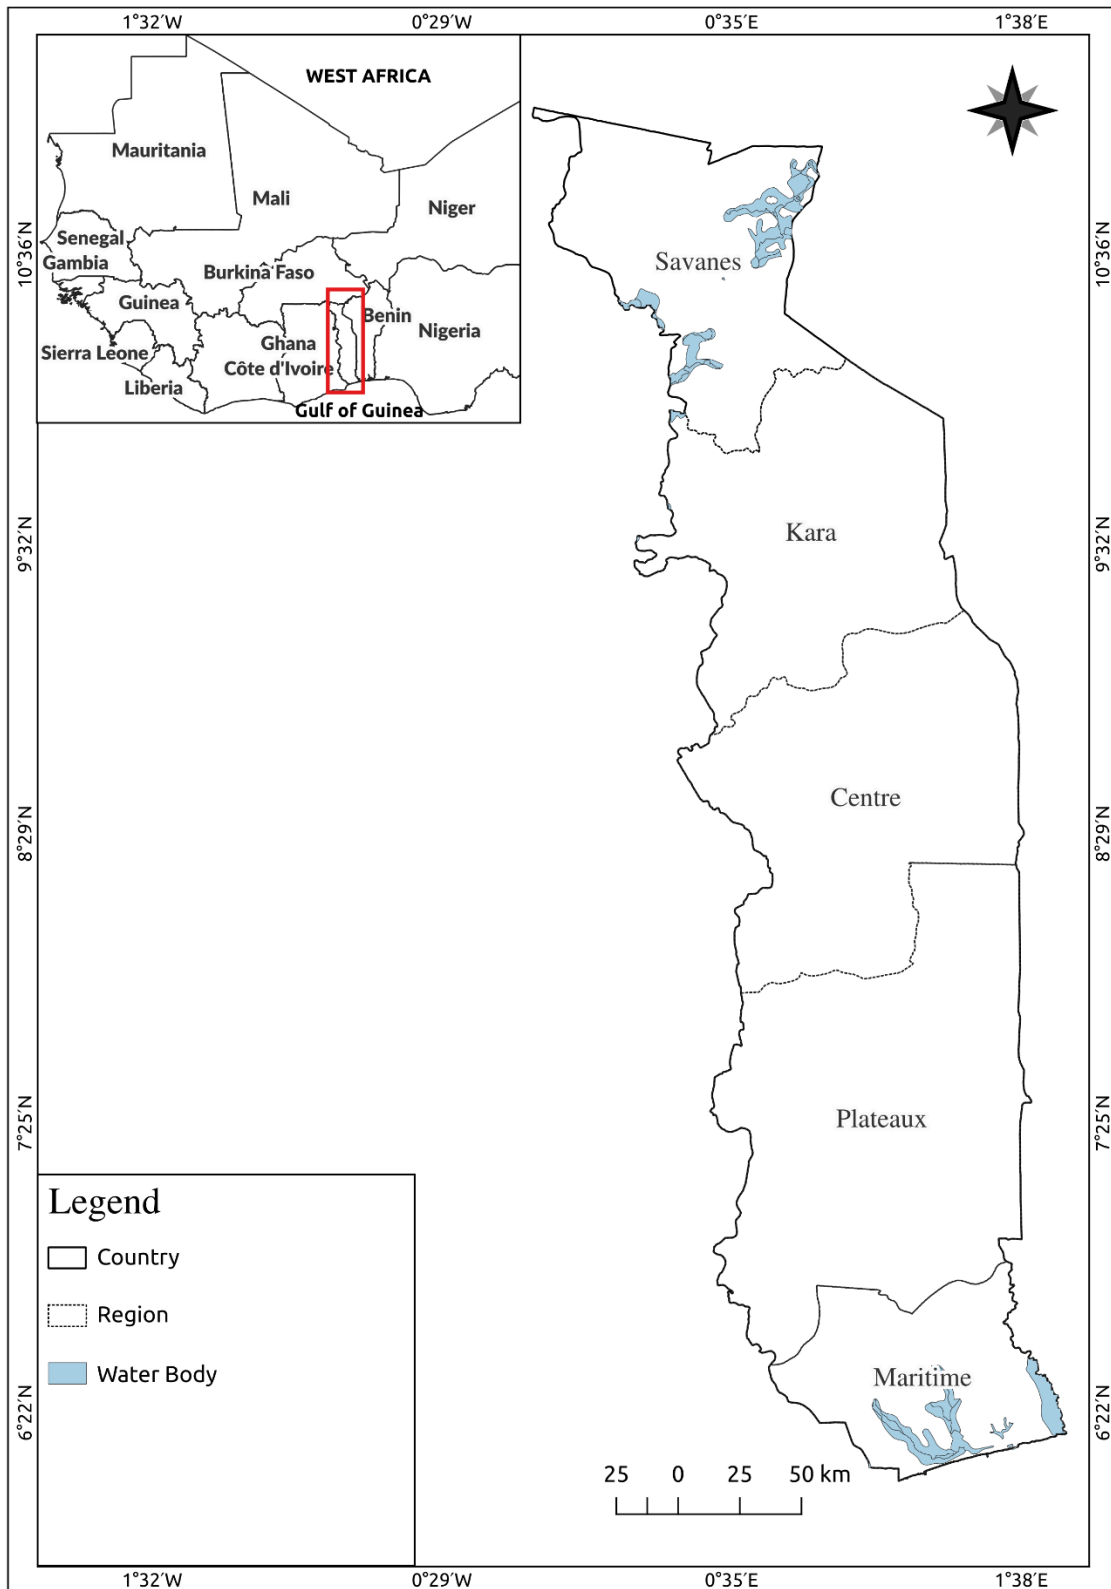 1°32′W 0°29′W 0°35′E 1°38′E
WEST AFRICA
Mauritania
Mali
Niger
Senegal
Gambia
Burkina Faso
Guinea
Benin
Nigeria
Ghana
Sierra Leone
Côte d'Ivoire
Liberia
Gulf of Guinea
10°36′N
10°36′N
Savanes
9°32′N
9°32′N
Kara
8°29′N
8°29′N
Centre
7°25′N
7°25′N
Plateaux
Legend
Country
Region
Water Body
Maritime
6°22′N
6°22′N
25 0 25 50 km
1°32′W 0°29′W 0°35′E 1°38′E